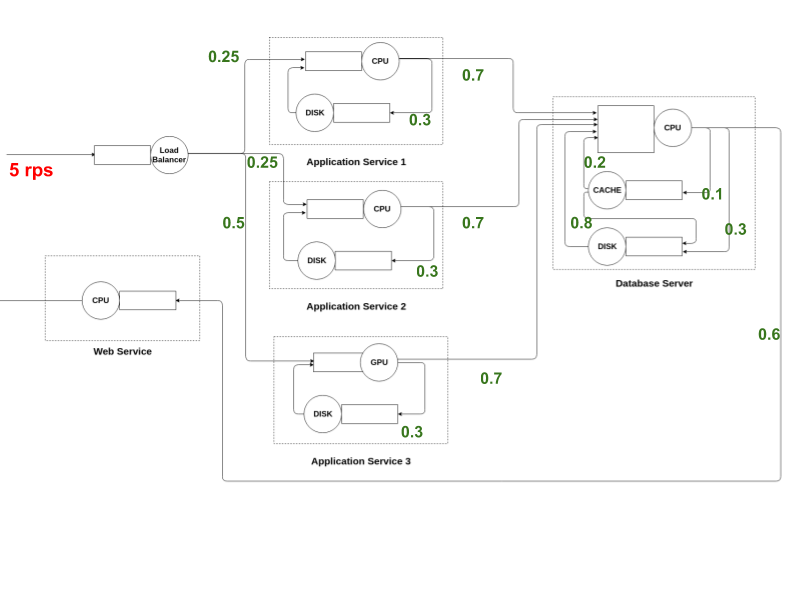 0.25
CPU
0.7
DISK
0.3
Application Service 1
5 rps
Load
Balancer
0.25
0.5
CPU
0.7
DISK
0.3
Application Service 2
CPU
0.2
CACHE
0.1
0.8
0.3
DISK
Database Server
CPU
Web Service
0.6
GPU
0.7
DISK
0.3
Application Service 3